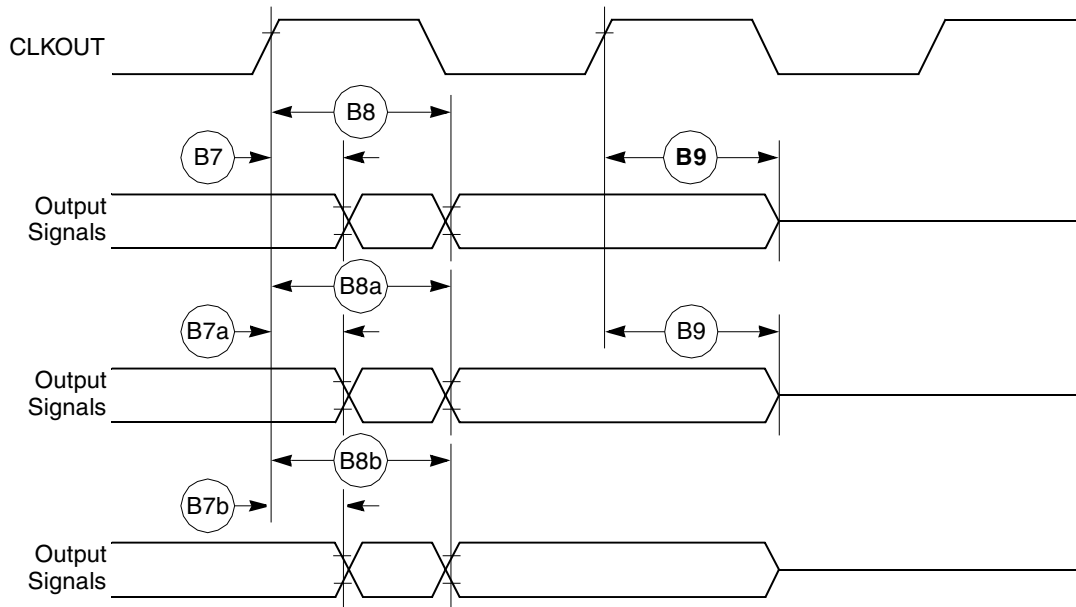 CLKOUT
B8
B7
B9
Output
Signals
B8a
B7a
B9
Output
Signals
B8b
B7b
Output
Signals